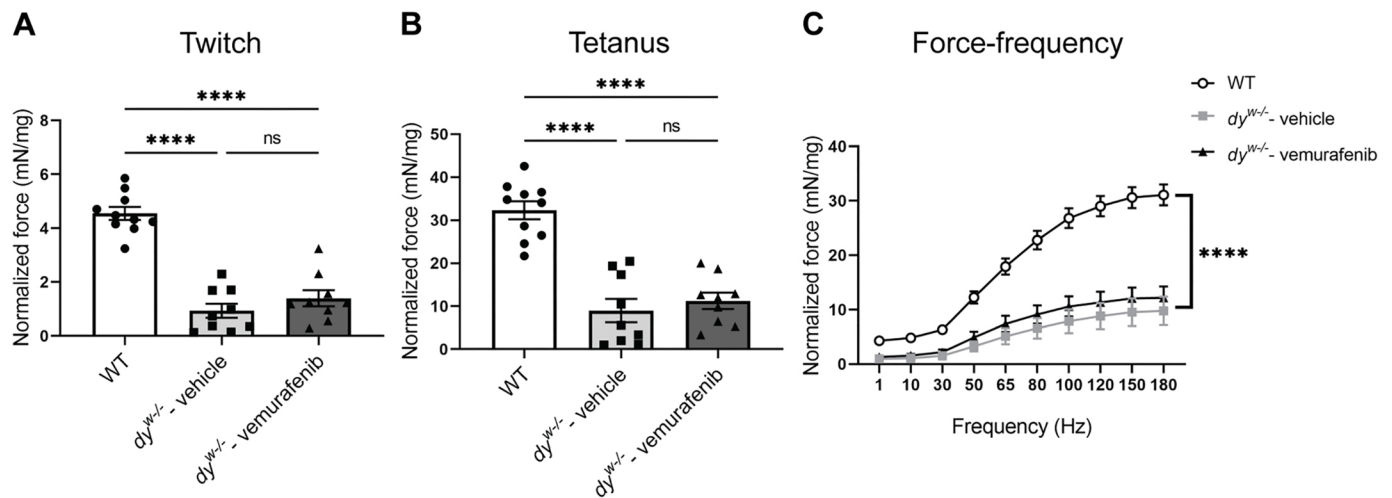 A
Twitch
Normalized force (mN/mg)
8
6
4
2
0
****
****
ns
WT
dyw-/-- vehicle
dyw-/-- vemurafenib
B
Tetanus
Normalized force (mN/mg)
50
40
30
20
10
0
****
****
ns
WT
dyw-/-- vehicle
dyw-/-- vemurafenib
C
Force-frequency
Normalized force (mN/mg)
40
30
20
10
0
1 10 30 50 65 80 100 120 150 180
Frequency (Hz)
****
WT
dyw-/-- vehicle
dyw-/-- vemurafenib